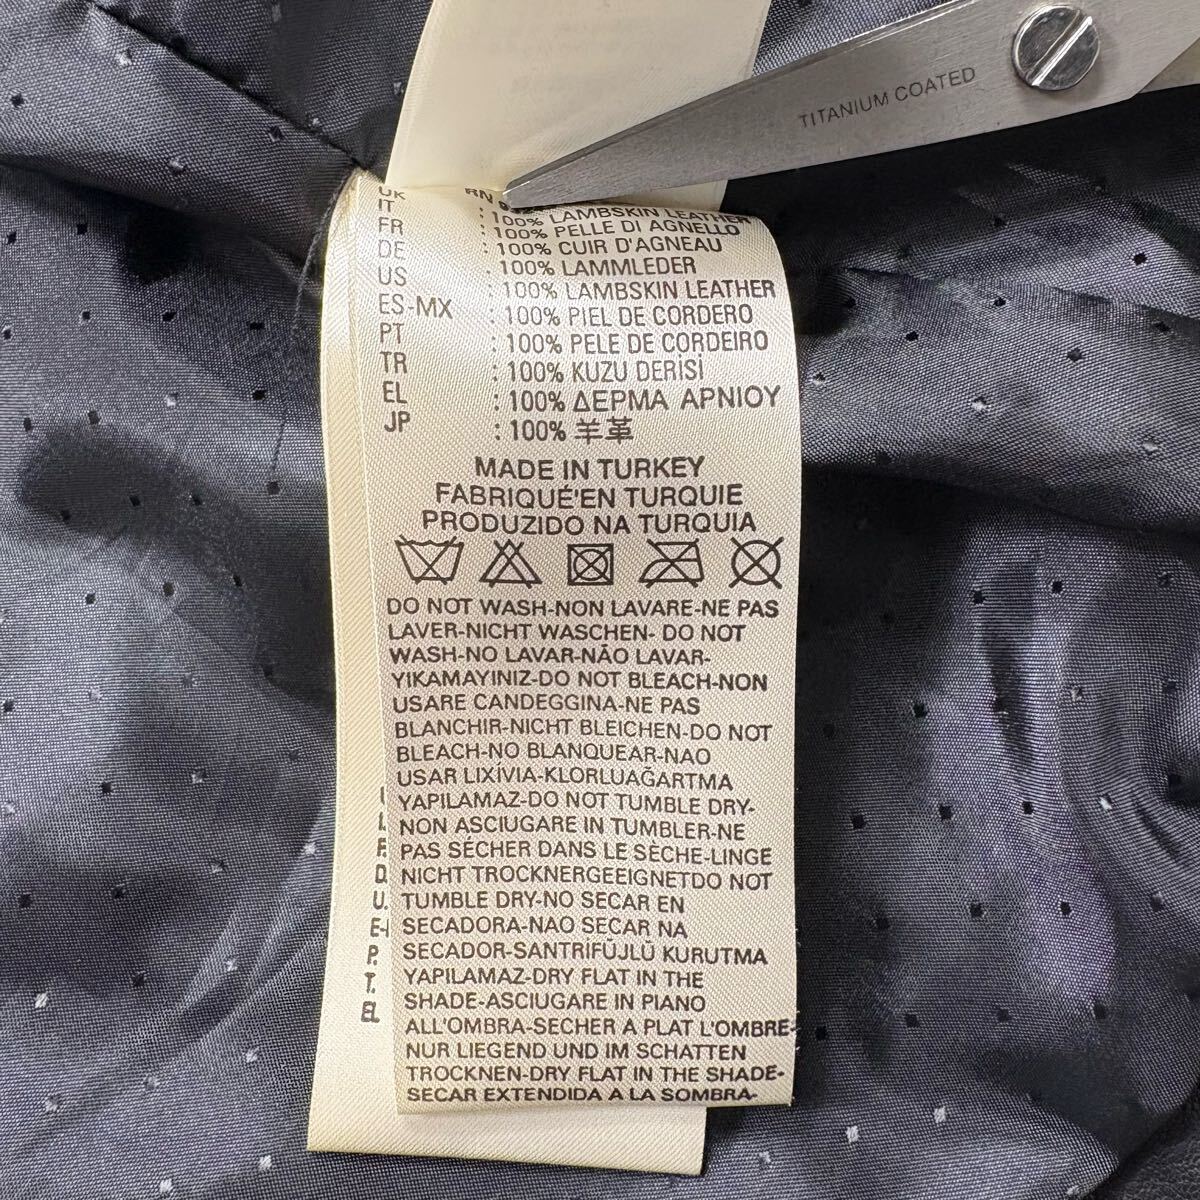 TITANIUM COATED
RN
UK : 100% LAMBSKIN LEATHER
IT : 100% PELLE DI AGNELLO
FR : 100% CUIR D'AGNEAU
DE : 100% LAMMLEDER
US : 100% LAMBSKIN LEATHER
ES-MX : 100% PIEL DE CORDERO
PT : 100% PELE DE CORDEIRO
TR : 100% KUZU DERİSİ
EL : 100% ΔΕΡΜΑ ΑΡΝΙΟΥ
JP : 100% 羊革
MADE IN TURKEY
FABRIQUÉ'EN TURQUIE
PRODUZIDO NA TURQUIA
DO NOT WASH-NON LAVARE-NE PAS
LAVER-NICHT WASCHEN- DO NOT
WASH-NO LAVAR-NÃO LAVAR-
YIKAMAYINIZ-DO NOT BLEACH-NON
USARE CANDEGGINA-NE PAS
BLANCHIR-NICHT BLEICHEN-DO NOT
BLEACH-NO BLANQUEAR-NAO
USAR LIXÍVIA-KLORLUAĞARTMA
YAPILAMAZ-DO NOT TUMBLE DRY-
NON ASCIUGARE IN TUMBLER-NE
PAS SÉCHER DANS LE SÈCHE-LINGE
NICHT TROCKNERGEEIGNETDO NOT
TUMBLE DRY-NO SECAR EN
SECADORA-NAO SECAR NA
SECADOR-SANTRİFÜJLÜ KURUTMA
YAPILAMAZ-DRY FLAT IN THE
SHADE-ASCIUGARE IN PIANO
ALL'OMBRA-SECHER A PLAT L'OMBRE-
NUR LIEGEND UND IM SCHATTEN
TROCKNEN-DRY FLAT IN THE SHADE-
SECAR EXTENDIDA A LA SOMBRA-
F.
D.
U.
P.
T.
EL